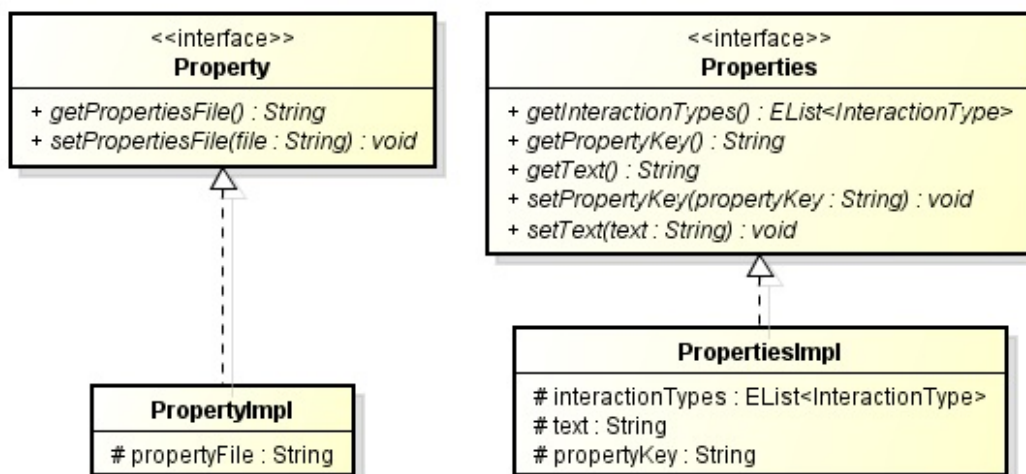 <<interface>>
Property
+ getPropertiesFile() : String
+ setPropertiesFile(file : String) : void
<<interface>>
Properties
+ getInteractionTypes() : EList<InteractionType>
+ getPropertyKey() : String
+ getText() : String
+ setPropertyKey(propertyKey : String) : void
+ setText(text : String) : void
PropertyImpl
# propertyFile : String
PropertiesImpl
# interactionTypes : EList<InteractionType>
# text : String
# propertyKey : String